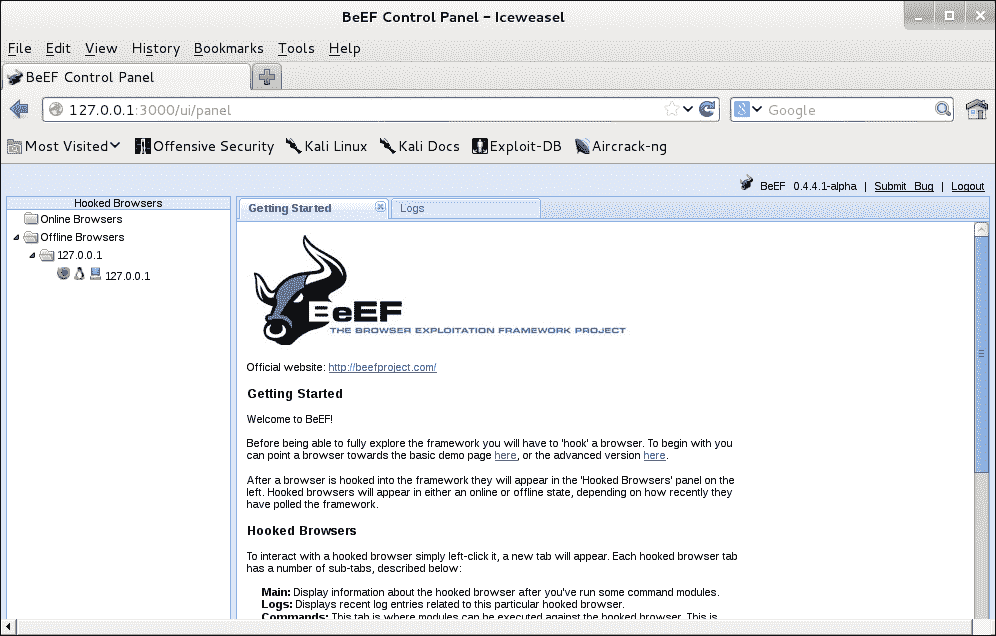 BeEF Control Panel - Iceweasel
File Edit View History Bookmarks Tools Help
BeEF Control Panel
127.0.0.1:3000/ui/panel
Google
Most Visited
Offensive Security
Kali Linux
Kali Docs
Exploit-DB
Aircrack-ng
BeEF 0.4.4.1-alpha | Submit Bug | Logout
Hooked Browsers
Online Browsers
Offline Browsers
127.0.0.1
127.0.0.1
Getting Started
Logs
BeEF
THE BROWSER EXPLOITATION FRAMEWORK PROJECT
Official website: http://beefproject.com/
Getting Started
Welcome to BeEF!
Before being able to fully explore the framework you will have to 'hook' a browser. To begin with you
can point a browser towards the basic demo page here, or the advanced version here.
After a browser is hooked into the framework they will appear in the 'Hooked Browsers' panel on the
left. Hooked browsers will appear in either an online or offline state, depending on how recently they
have polled the framework.
Hooked Browsers
To interact with a hooked browser simply left-click it, a new tab will appear. Each hooked browser tab
has a number of sub-tabs, described below:
Main: Display information about the hooked browser after you've run some command modules.
Logs: Displays recent log entries related to this particular hooked browser.
Commands: This tab is where modules can be executed against the hooked browser. This is